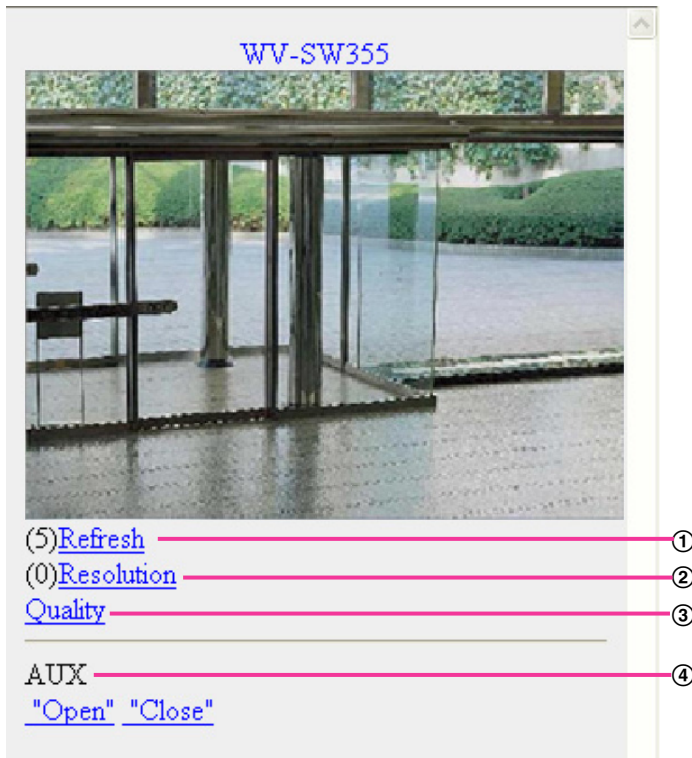 WV-SW355
(5)Refresh ①
(0)Resolution ②
Quality ③
AUX ④
"Open" "Close"